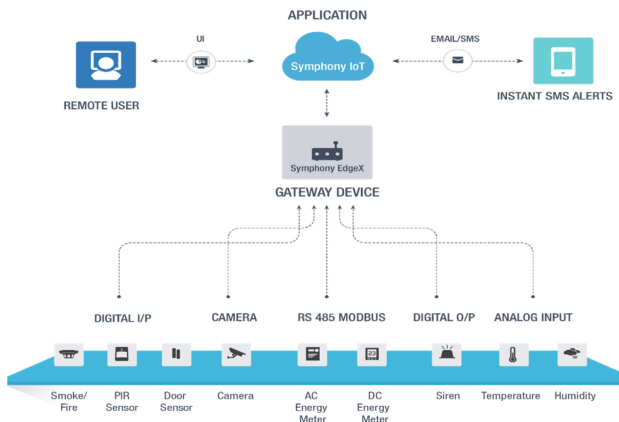 APPLICATION
UI
EMAIL/SMS
Symphony IoT
REMOTE USER
INSTANT SMS ALERTS
Symphony EdgeX
GATEWAY DEVICE
DIGITAL I/P
CAMERA
RS 485 MODBUS
DIGITAL O/P
ANALOG INPUT
Smoke/
Fire
PIR
Sensor
Door
Sensor
Camera
AC
Energy
Meter
DC
Energy
Meter
Siren
Temperature
Humidity